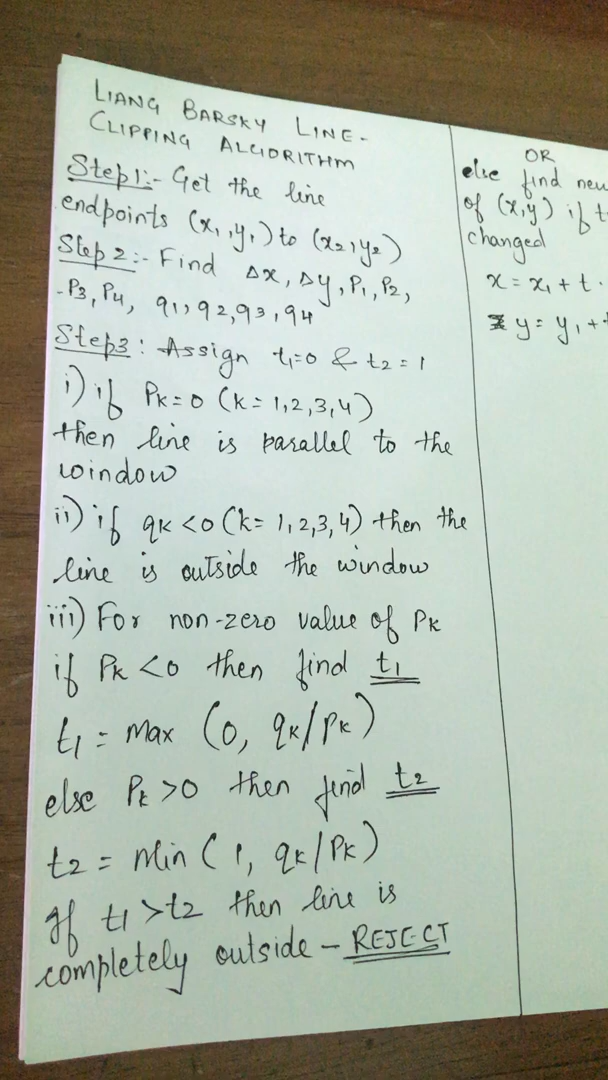 LIANG BARSKY LINE-
CLIPPING ALGORITHM
Step1:- Get the line
endpoints (x₁,y₁) to (x₂,y₂)
Step 2:- Find Δx, Δy, P₁, P₂,
P₃, P₄, q₁, q₂, q₃, q₄
Step3: Assign t₁=0 & t₂=1
i) if Pk=0 (k=1,2,3,4)
then line is parallel to the
window
ii) if qk<0 (k=1,2,3,4) then the
line is outside the window
iii) For non-zero value of Pk
if Pk<0 then find t₁
t₁ = max (0, qk/pk)
else Pk>0 then find t₂
t₂ = Min (1, qk/Pk)
If t₁>t₂ then line is
completely outside - REJECT
OR
else find new
of (x,y) if t
changed
x = x₁ + t
y = y₁ +